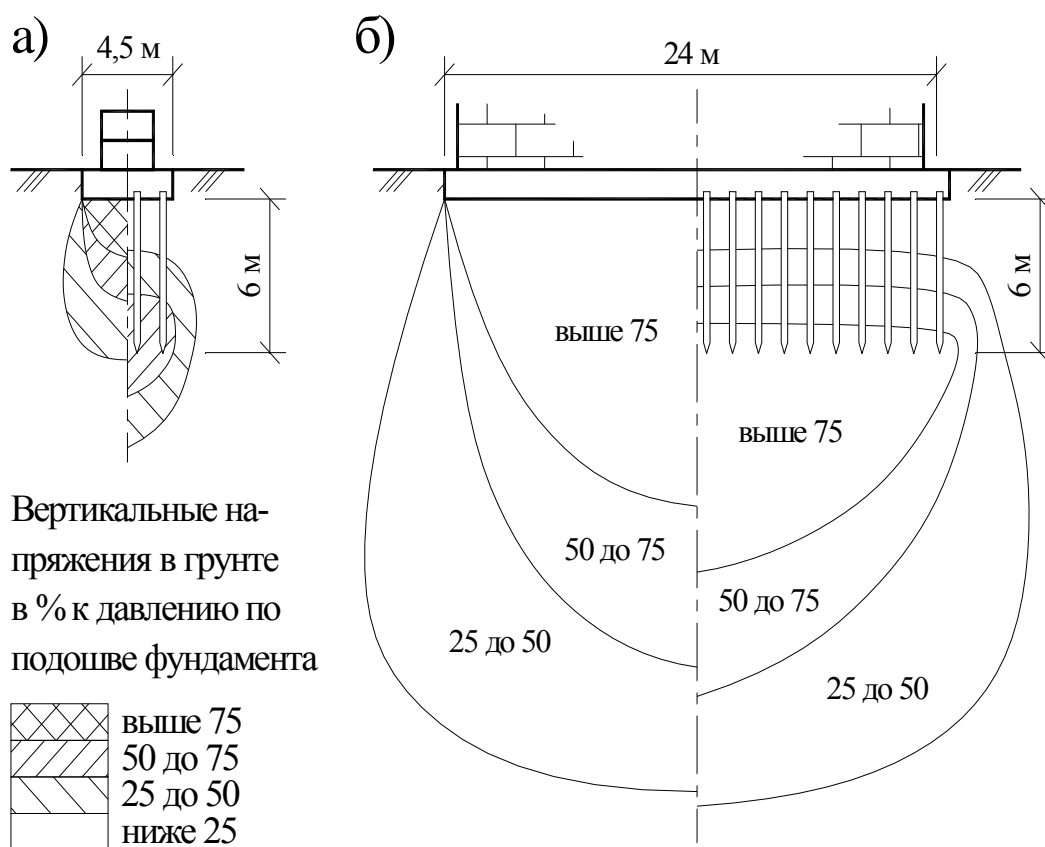 а)
4,5 м
6 м
б)
24 м
6 м
выше 75
выше 75
50 до 75
50 до 75
25 до 50
25 до 50
Вертикальные на-
пряжения в грунте
в % к давлению по
подошве фундамента
выше 75
50 до 75
25 до 50
ниже 25